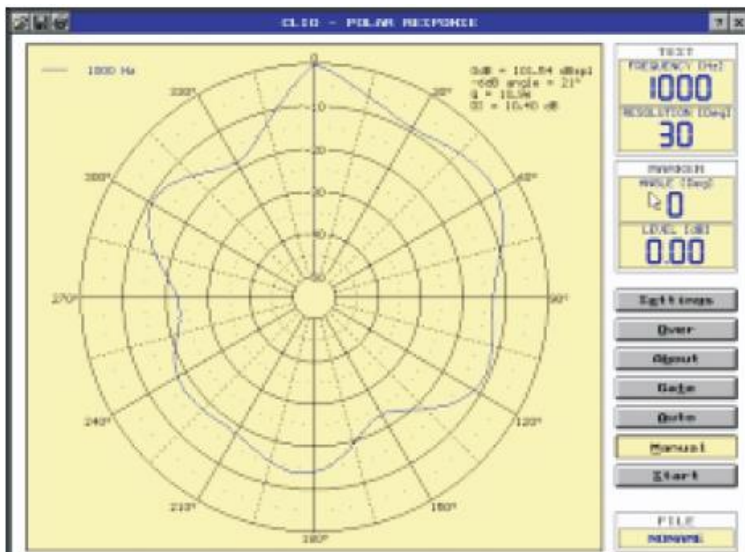 CLIO - POLAR RESPONSE
? x
1000 Hz
0dB = 101.54 dBspl
-6dB angle = 21°
Q = 10.96
DI = 10.40 dB
0
30°
60°
90°
120°
150°
180°
210°
240°
270°
300°
330°
-10
-20
-30
-40
-50
TEST
FREQUENCY [Hz]
1000
RESOLUTION [Deg]
30
MARKER
ANGLE [Deg]
0
LEVEL [dB]
0.00
Settings
Over
About
Gate
Auto
Manual
Start
FILE
NONAME